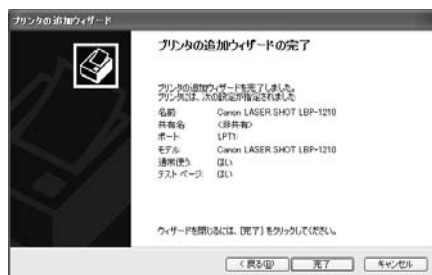 プリンタの追加ウィザード
プリンタの追加ウィザードの完了
プリンタの追加ウィザードを完了しました。
プリンタには、次の設定が指定されました
名前: Canon LASER SHOT LBP-1210
共有名: <非共有>
ポート: LPT1:
モデル: Canon LASER SHOT LBP-1210
通常使う: はい
テスト ページ: はい
ウィザードを閉じるには、[完了] をクリックしてください。
< 戻る(B) 完了 キャンセル